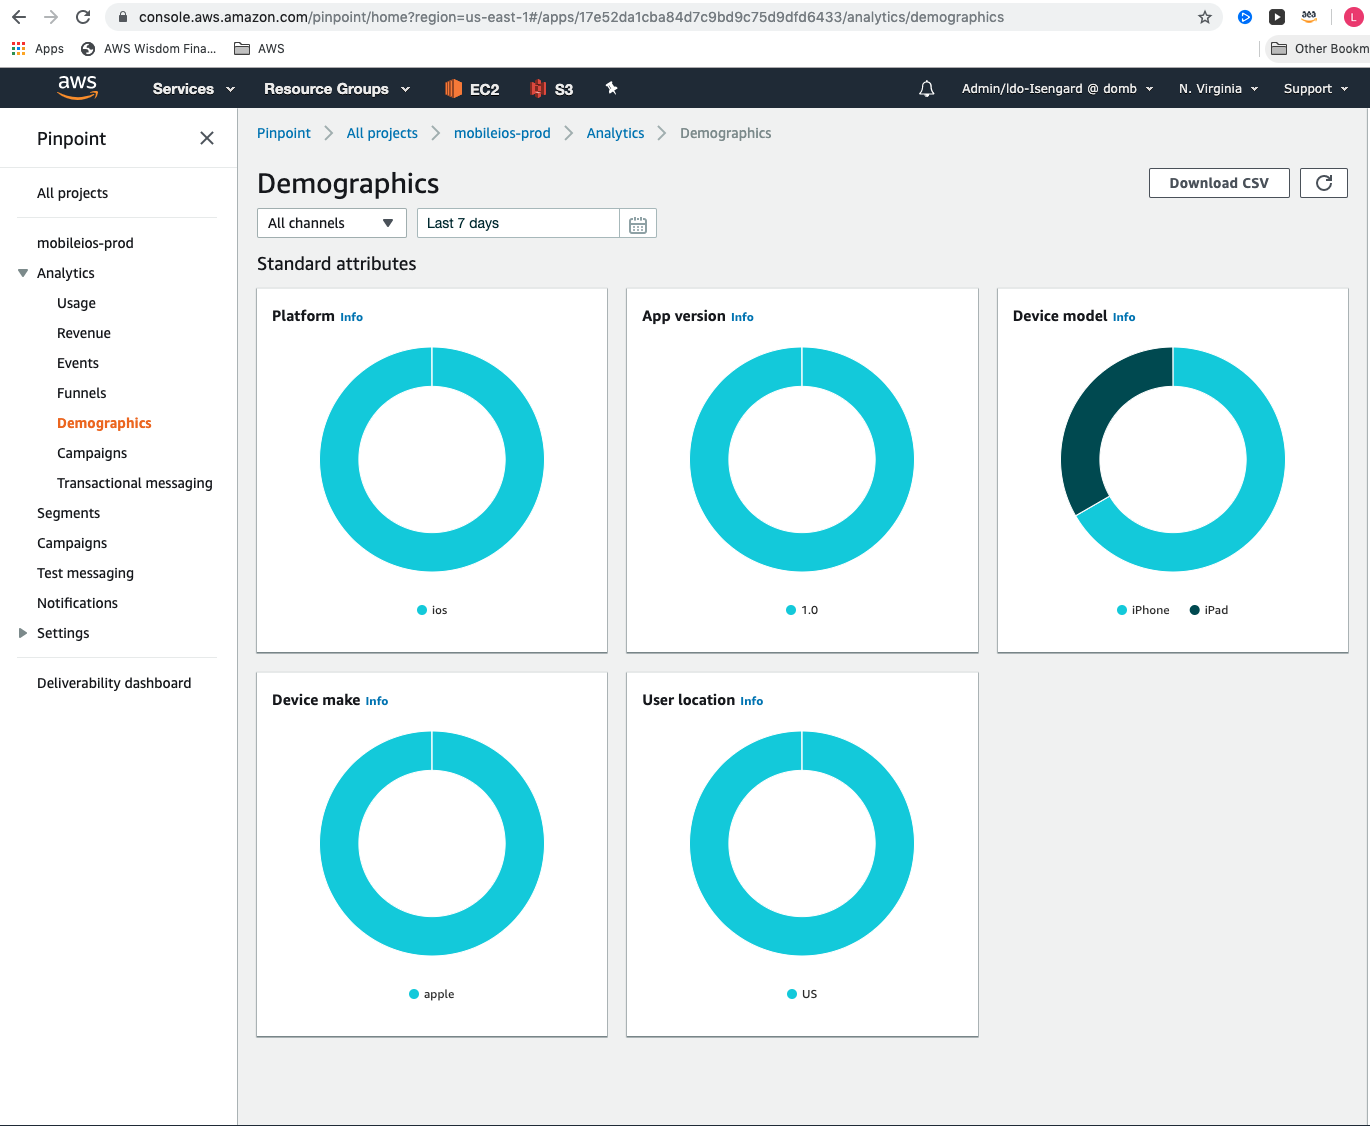 console.aws.amazon.com/pinpoint/home?region=us-east-1#/apps/17e52da1cba84d7c9bd9c75d9dfd6433/analytics/demographics
L
Apps
AWS Wisdom Fina...
AWS
Other Bookm
aws
Services
Resource Groups
EC2
S3
Admin/ldo-Isengard @ domb
N. Virginia
Support
Pinpoint
All projects
mobileios-prod
Analytics
Usage
Revenue
Events
Funnels
Demographics
Campaigns
Transactional messaging
Segments
Campaigns
Test messaging
Notifications
Settings
Deliverability dashboard
Pinpoint
All projects
mobileios-prod
Analytics
Demographics
Demographics
Download CSV
All channels
Last 7 days
Standard attributes
Platform Info
ios
App version Info
1.0
Device model Info
iPhone
iPad
Device make Info
apple
User location Info
US